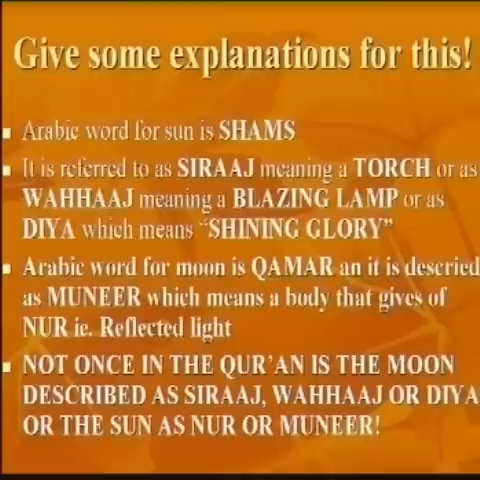 Give some explanations for this!
Arabic word for sun is SHAMS
It is referred to as SIRAAJ meaning a TORCH or as
WAHHAAJ meaning a BLAZING LAMP or as
DIYA which means “SHINING GLORY”
Arabic word for moon is QAMAR an it is descried
as MUNEER which means a body that gives of
NUR ie. Reflected light
NOT ONCE IN THE QUR’AN IS THE MOON
DESCRIBED AS SIRAAJ, WAHHAAJ OR DIYA
OR THE SUN AS NUR OR MUNEER!